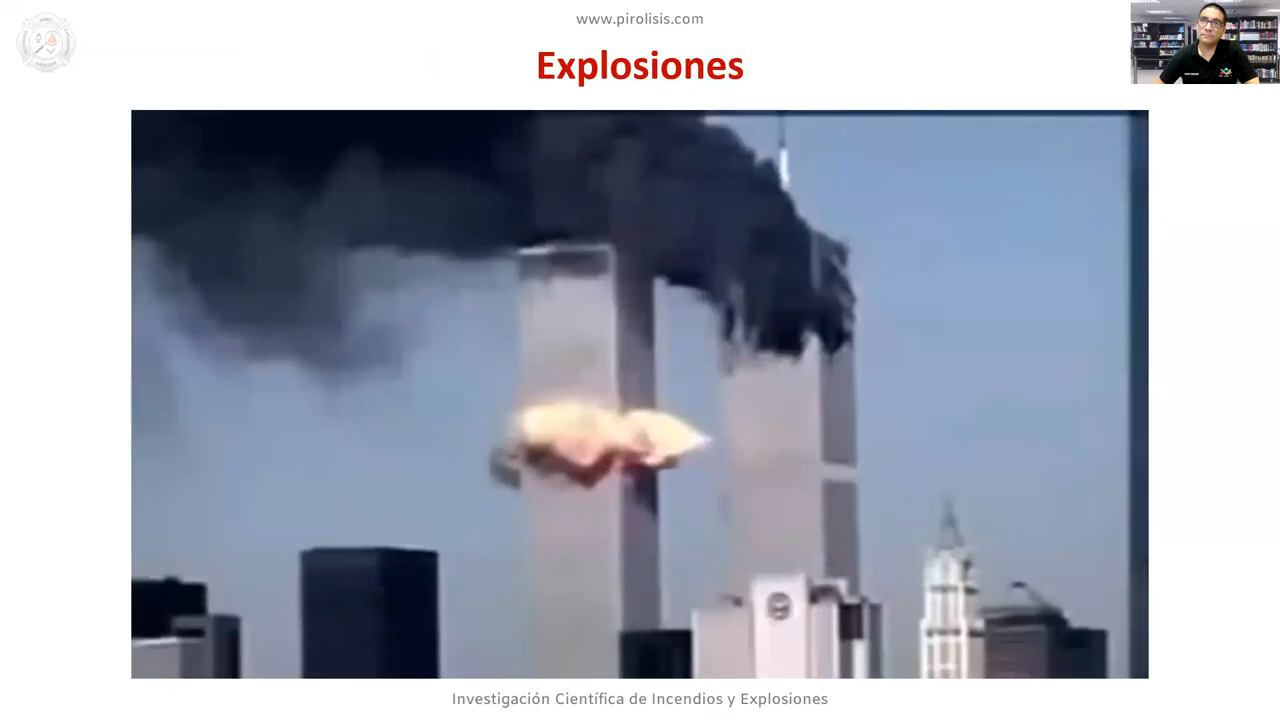 www.pirolisis.com
Explosiones
Investigación Científica de Incendios y Explosiones